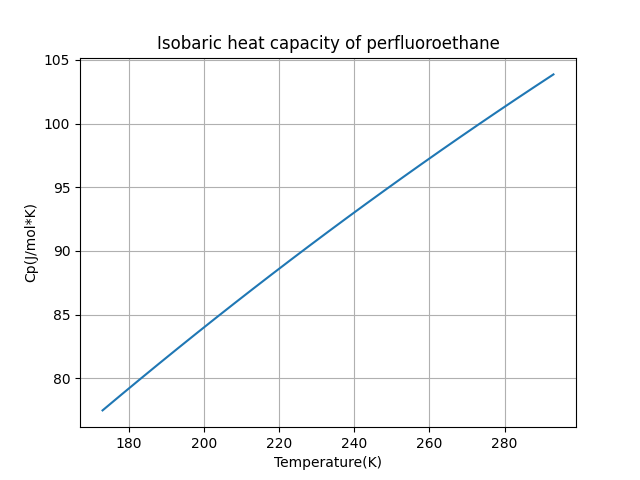 Isobaric heat capacity of perfluoroethane
105
100
95
90
85
80
Cp(J/mol*K)
180 200 220 240 260 280
Temperature(K)